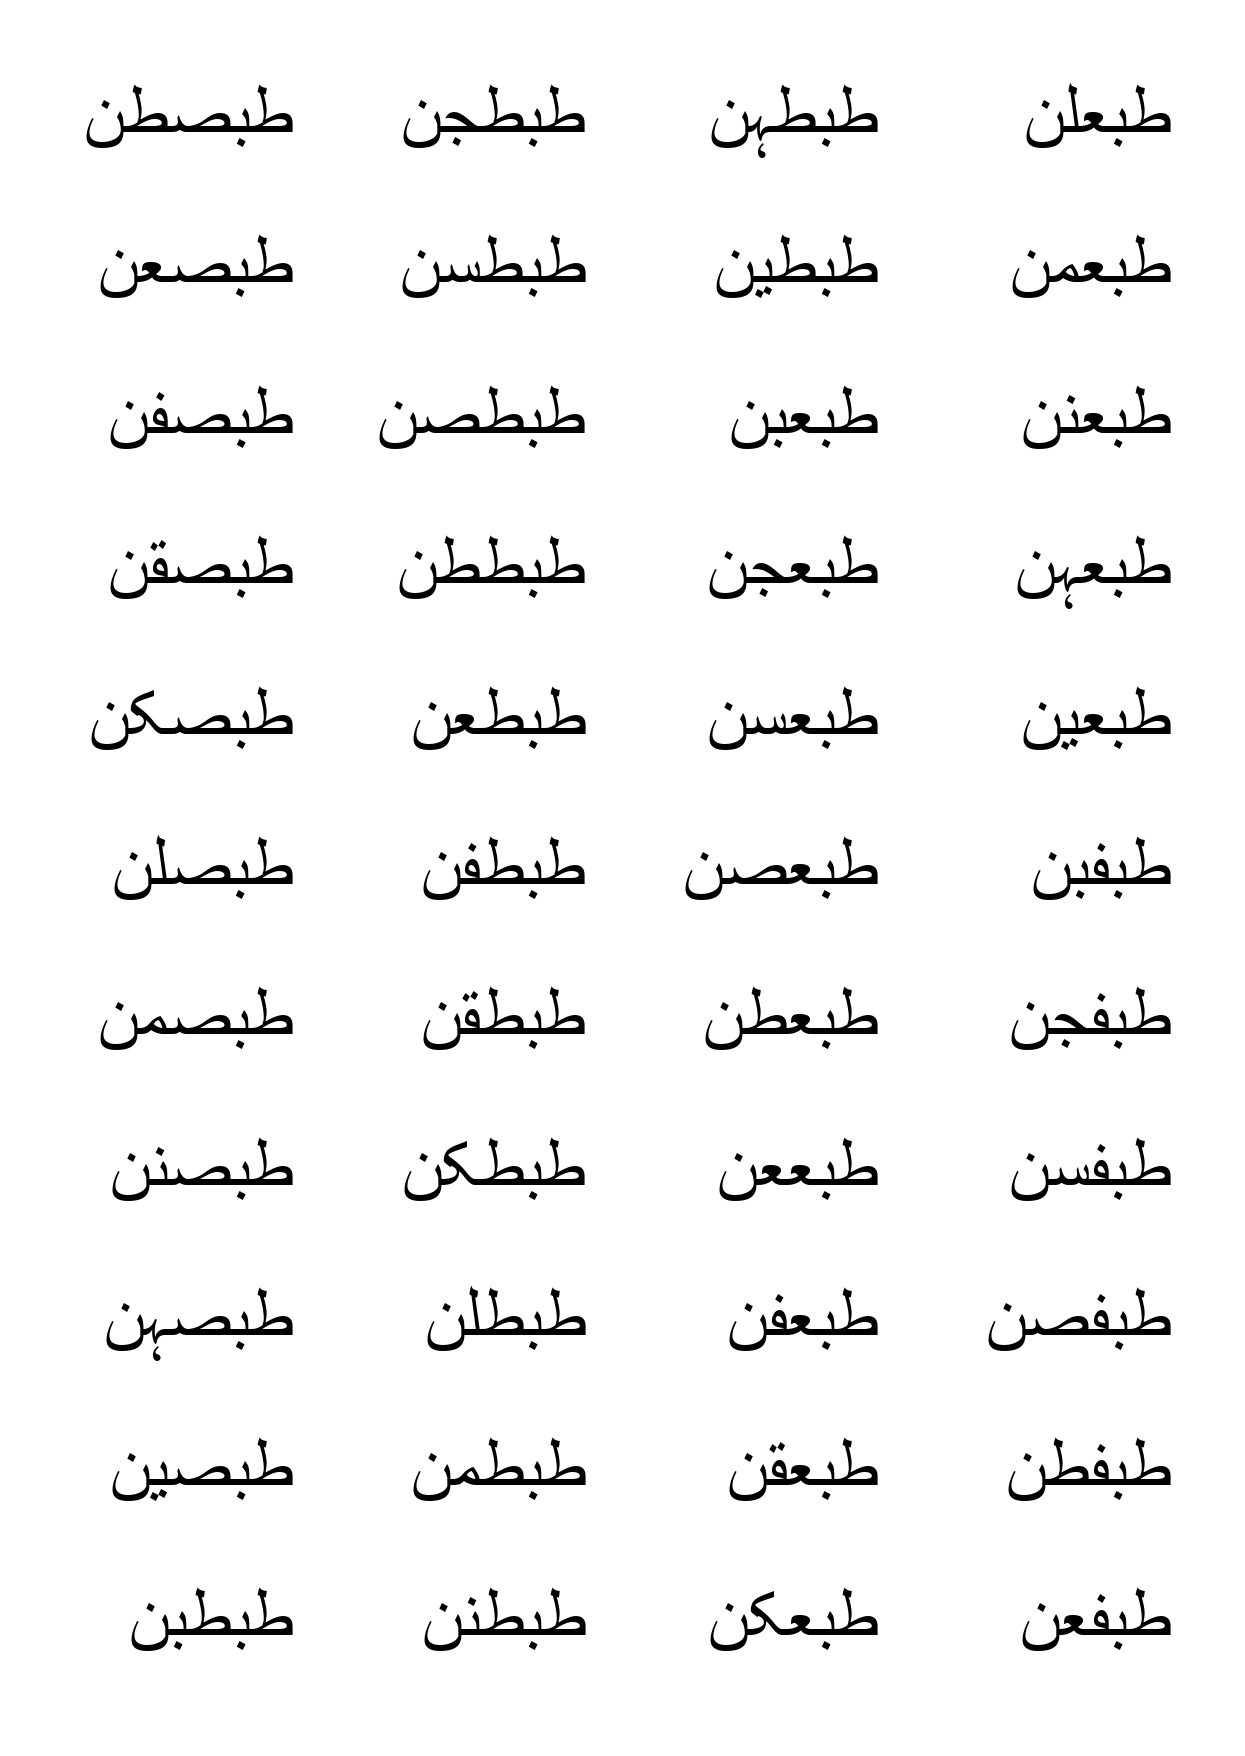 طبعلن طبطہن طبطجن طبصطن
طبعمن طبطین طبطسن طبصعن
طبعنن طبعبن طبطصن طبصفن
طبعہن طبعجن طبططن طبصقن
طبعین طبعسن طبطعن طبصکن
طبفبن طبعصن طبطفن طبصلن
طبفجن طبعطن طبطقن طبصمن
طبفسن طبععن طبطکن طبصنن
طبفصن طبعفن طبطلن طبصہن
طبفطن طبعقن طبطمن طبصین
طبفعن طبعکن طبطنن طبطبن